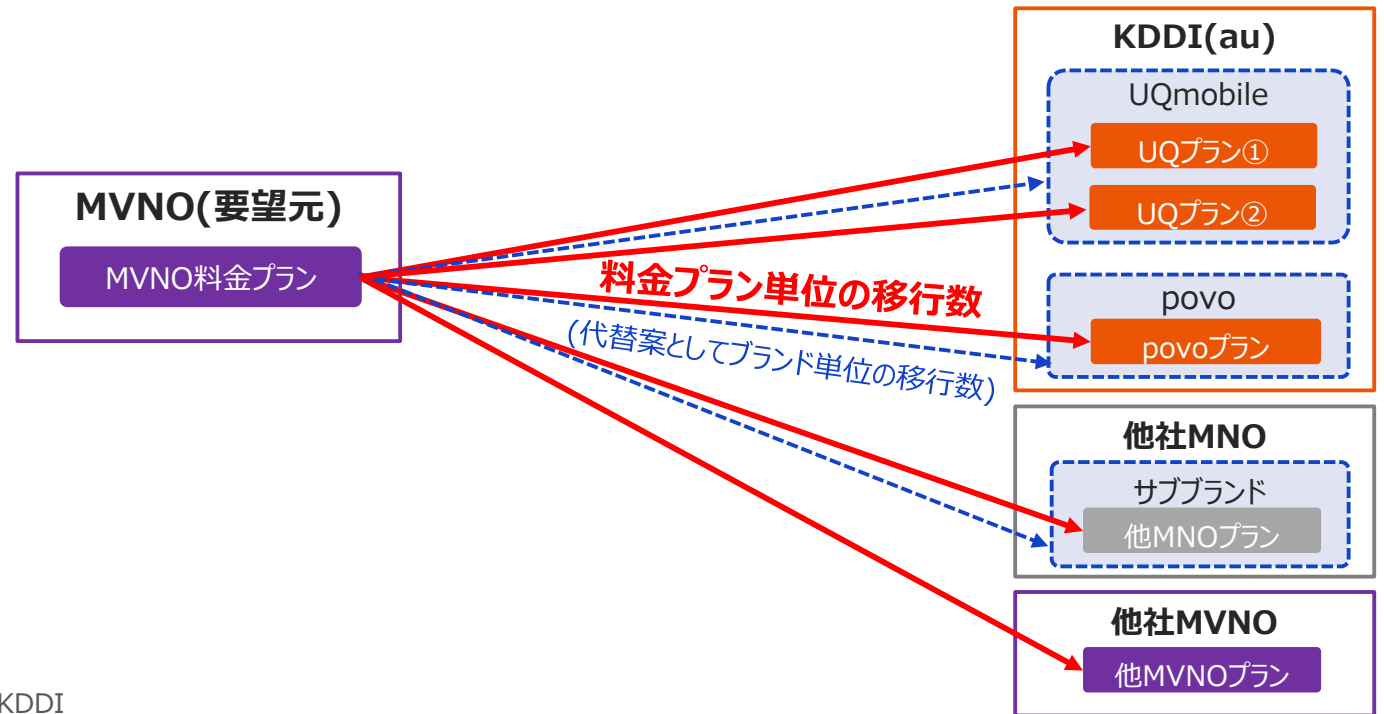 MVNO(要望元)
MVNO料金プラン
料金プラン単位の移行数
(代替案としてブランド単位の移行数)
KDDI(au)
UQmobile
UQプラン①
UQプラン②
povo
povoプラン
他社MNO
サブブランド
他MNOプラン
他社MVNO
他MVNOプラン
KDDI